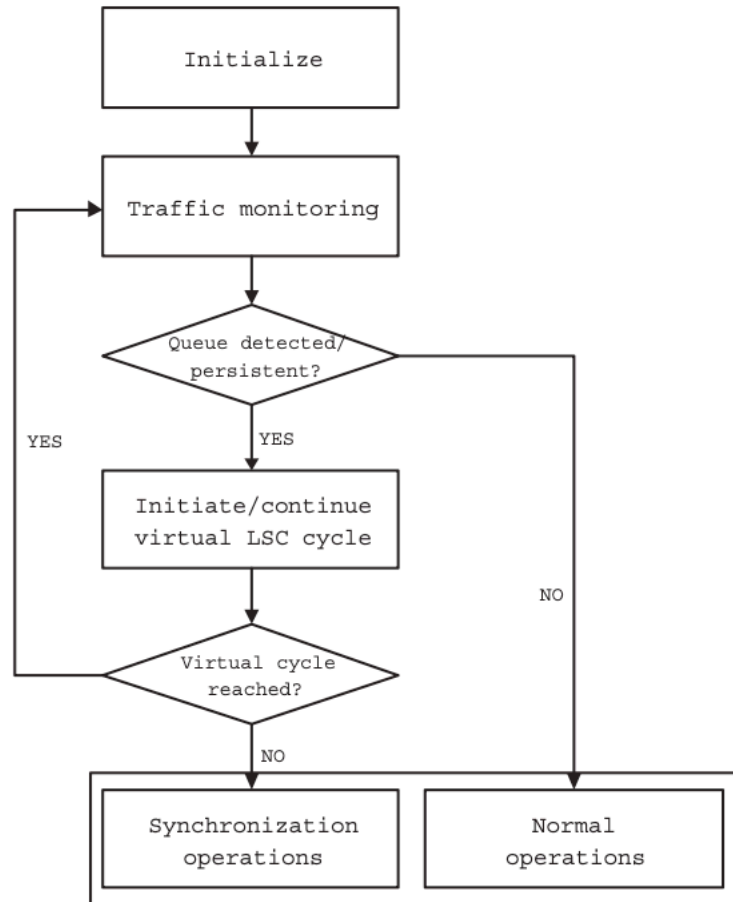 Initialize
Traffic monitoring
Queue detected/
persistent?
YES
YES
Initiate/continue
virtual LSC cycle
NO
Virtual cycle
reached?
NO
Synchronization
operations
Normal
operations